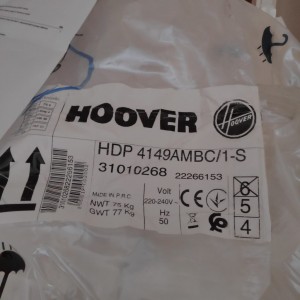 HOOVER
HOOVER
HDP 4149AMBC/1-S
31010268 22266153
MADE IN P.R.C.
Volt
220-240V~
NWT 75 Kg
GWT 77 Kg
Hz
50
6
5
4